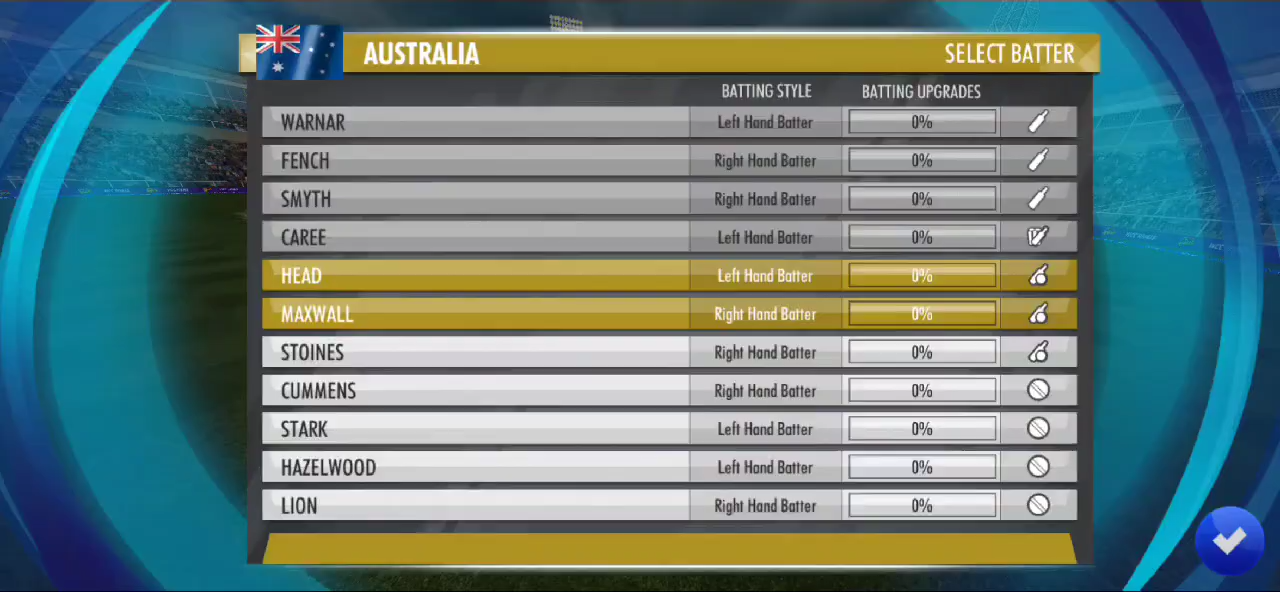 AUSTRALIA SELECT BATTER
BATTING STYLE BATTING UPGRADES
WARNAR Left Hand Batter 0%
FENCH Right Hand Batter 0%
SMYTH Right Hand Batter 0%
CAREE Left Hand Batter 0%
HEAD Left Hand Batter 0%
MAXWALL Right Hand Batter 0%
STOINES Right Hand Batter 0%
CUMMENS Right Hand Batter 0%
STARK Left Hand Batter 0%
HAZELWOOD Left Hand Batter 0%
LION Right Hand Batter 0%